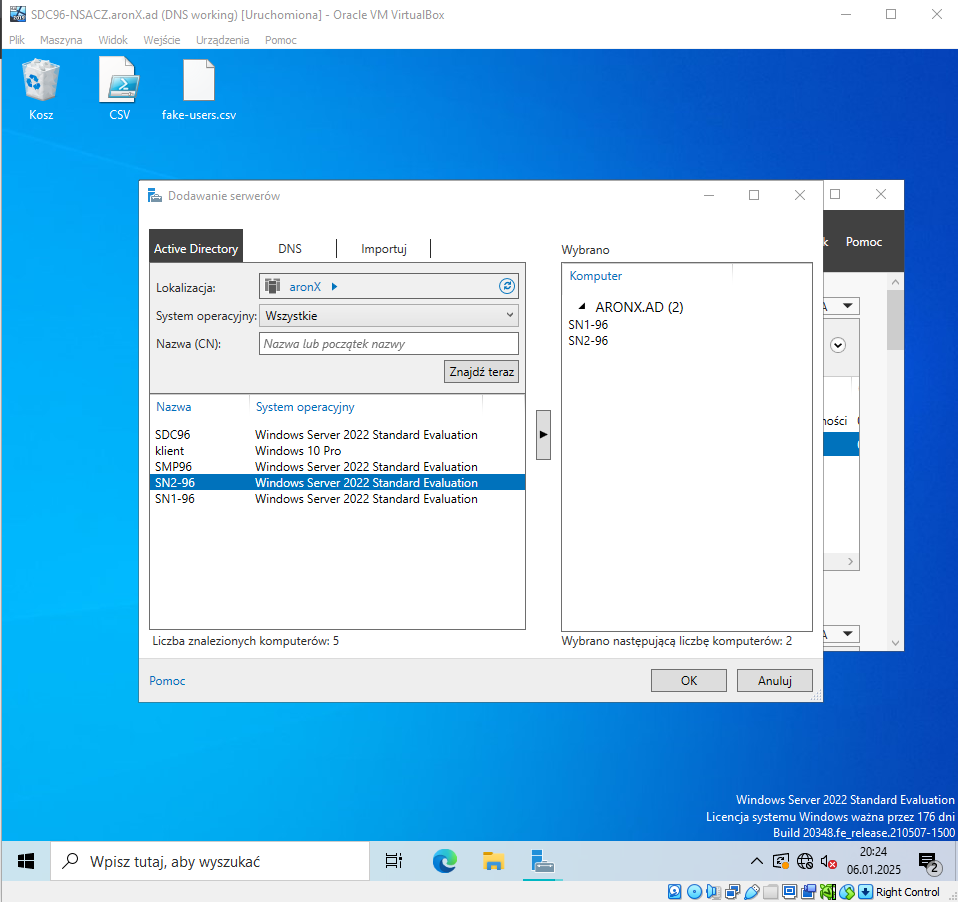 SDC96-NSACZ.aronX.ad (DNS working) [Uruchomiona] - Oracle VM VirtualBox
Plik Maszyna Widok Wejście Urządzenia Pomoc
Kosz
CSV
fake-users.csv
Dodawanie serwerów
Pomoc
Active Directory DNS Importuj
Wybrano
Lokalizacja: aronX
System operacyjny: Wszystkie
Nazwa (CN): Nazwa lub początek nazwy
Znajdź teraz
Komputer
ARONX.AD (2)
SN1-96
SN2-96
Nazwa System operacyjny
SDC96 Windows Server 2022 Standard Evaluation
klient Windows 10 Pro
SMP96 Windows Server 2022 Standard Evaluation
SN2-96 Windows Server 2022 Standard Evaluation
SN1-96 Windows Server 2022 Standard Evaluation
Liczba znalezionych komputerów: 5
Wybrano następującą liczbę komputerów: 2
Pomoc
OK
Anuluj
Windows Server 2022 Standard Evaluation
Licencja systemu Windows ważna przez 176 dni
Build 20348.fe_release.210507-1500
Wpisz tutaj, aby wyszukać
20:24
06.01.2025
2
Right Control